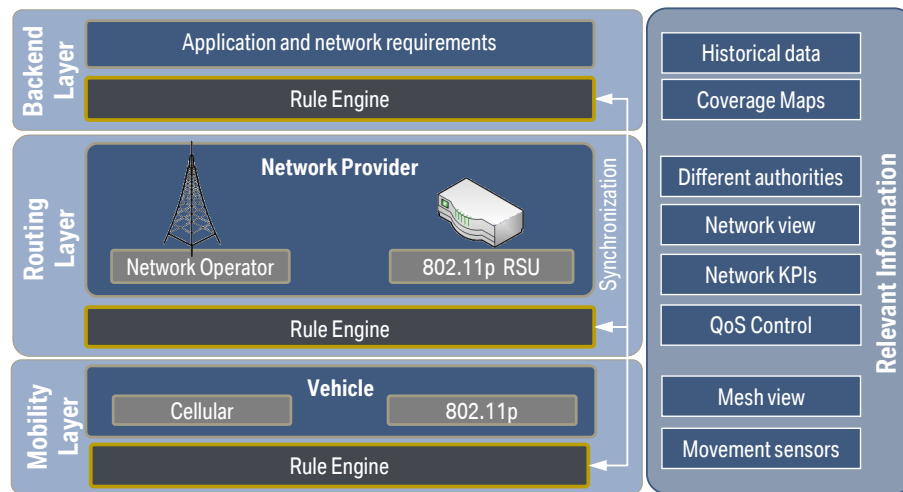 Backend
Layer
Application and network requirements
Rule Engine
Routing
Layer
Network Provider
Network Operator
802.11p RSU
Rule Engine
Synchronization
Mobility
Layer
Vehicle
Cellular
802.11p
Rule Engine
Historical data
Coverage Maps
Different authorities
Network view
Network KPIs
QoS Control
Mesh view
Movement sensors
Relevant Information